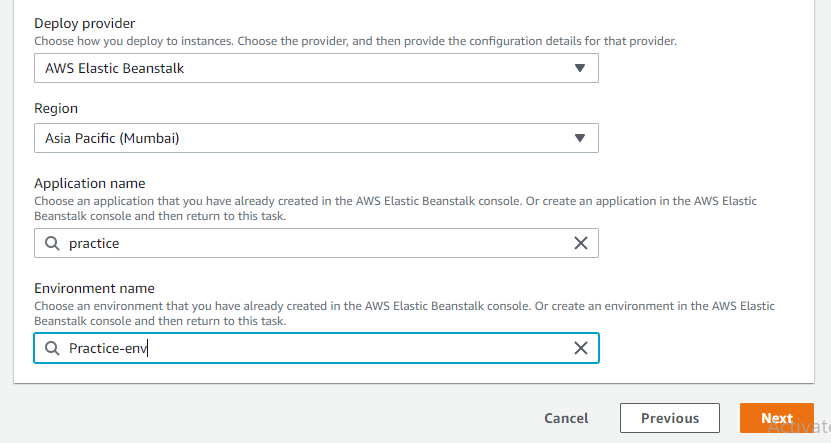 Deploy provider
Choose how you deploy to instances. Choose the provider, and then provide the configuration details for that provider.
AWS Elastic Beanstalk
Region
Asia Pacific (Mumbai)
Application name
Choose an application that you have already created in the AWS Elastic Beanstalk console. Or create an application in the AWS Elastic
Beanstalk console and then return to this task.
practice
Environment name
Choose an environment that you have already created in the AWS Elastic Beanstalk console. Or create an environment in the AWS Elastic
Beanstalk console and then return to this task.
Practice-env
Cancel
Previous
Next
Activate